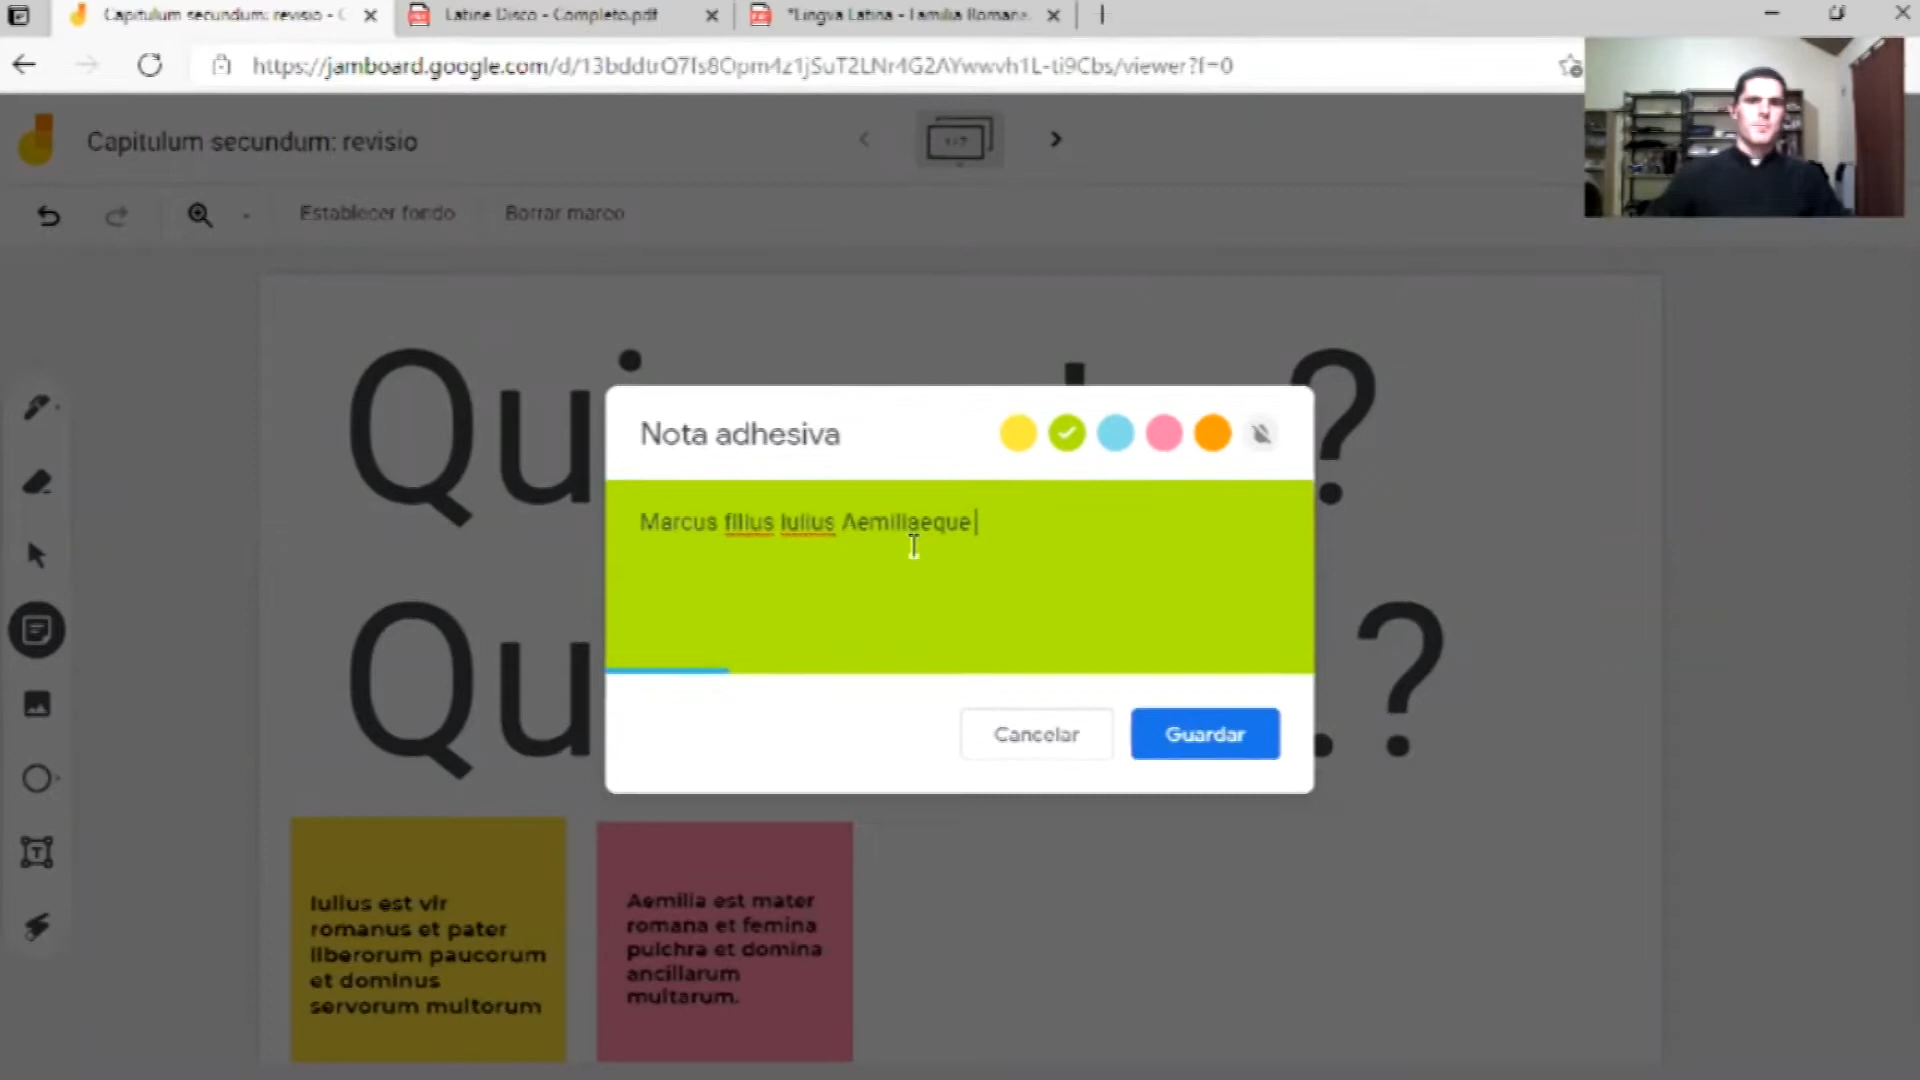 Capitulum secundum: revisio - C
Latine Disco - Completo.pdf
*Lingva Latina - Familia Romana.
Capitulum secundum: revisio
Establecer fondo
Borrar marco
Qui
?
Nota adhesiva
Marcus filius Iulius Aemiliaeque
Qu
?
Cancelar
Guardar
Iulius est vir
romanus et pater
liberorum paucorum
et dominus
servorum multorum
Aemilia est mater
romana et femina
pulchra et domina
ancillarum
multarum.